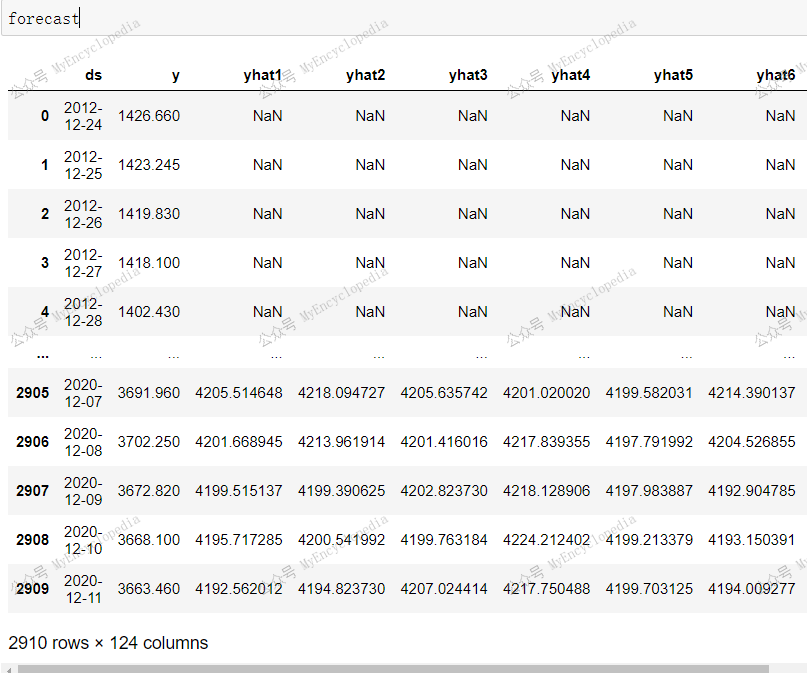 forecast
ds y yhat1 yhat2 yhat3 yhat4 yhat5 yhat6
0 2012-12-24 1426.660 NaN NaN NaN NaN NaN NaN
1 2012-12-25 1423.245 NaN NaN NaN NaN NaN NaN
2 2012-12-26 1419.830 NaN NaN NaN NaN NaN NaN
3 2012-12-27 1418.100 NaN NaN NaN NaN NaN NaN
4 2012-12-28 1402.430 NaN NaN NaN NaN NaN NaN
... ... ... ... ... ... ... ... ...
2905 2020-12-07 3691.960 4205.514648 4218.094727 4205.635742 4201.020020 4199.582031 4214.390137
2906 2020-12-08 3702.250 4201.668945 4213.961914 4201.416016 4217.839355 4197.791992 4204.526855
2907 2020-12-09 3672.820 4199.515137 4199.390625 4202.823730 4218.128906 4197.983887 4192.904785
2908 2020-12-10 3668.100 4195.717285 4200.541992 4199.763184 4224.212402 4199.213379 4193.150391
2909 2020-12-11 3663.460 4192.562012 4194.823730 4207.024414 4217.750488 4199.703125 4194.009277
2910 rows × 124 columns
公众号 MyEncyclopedia